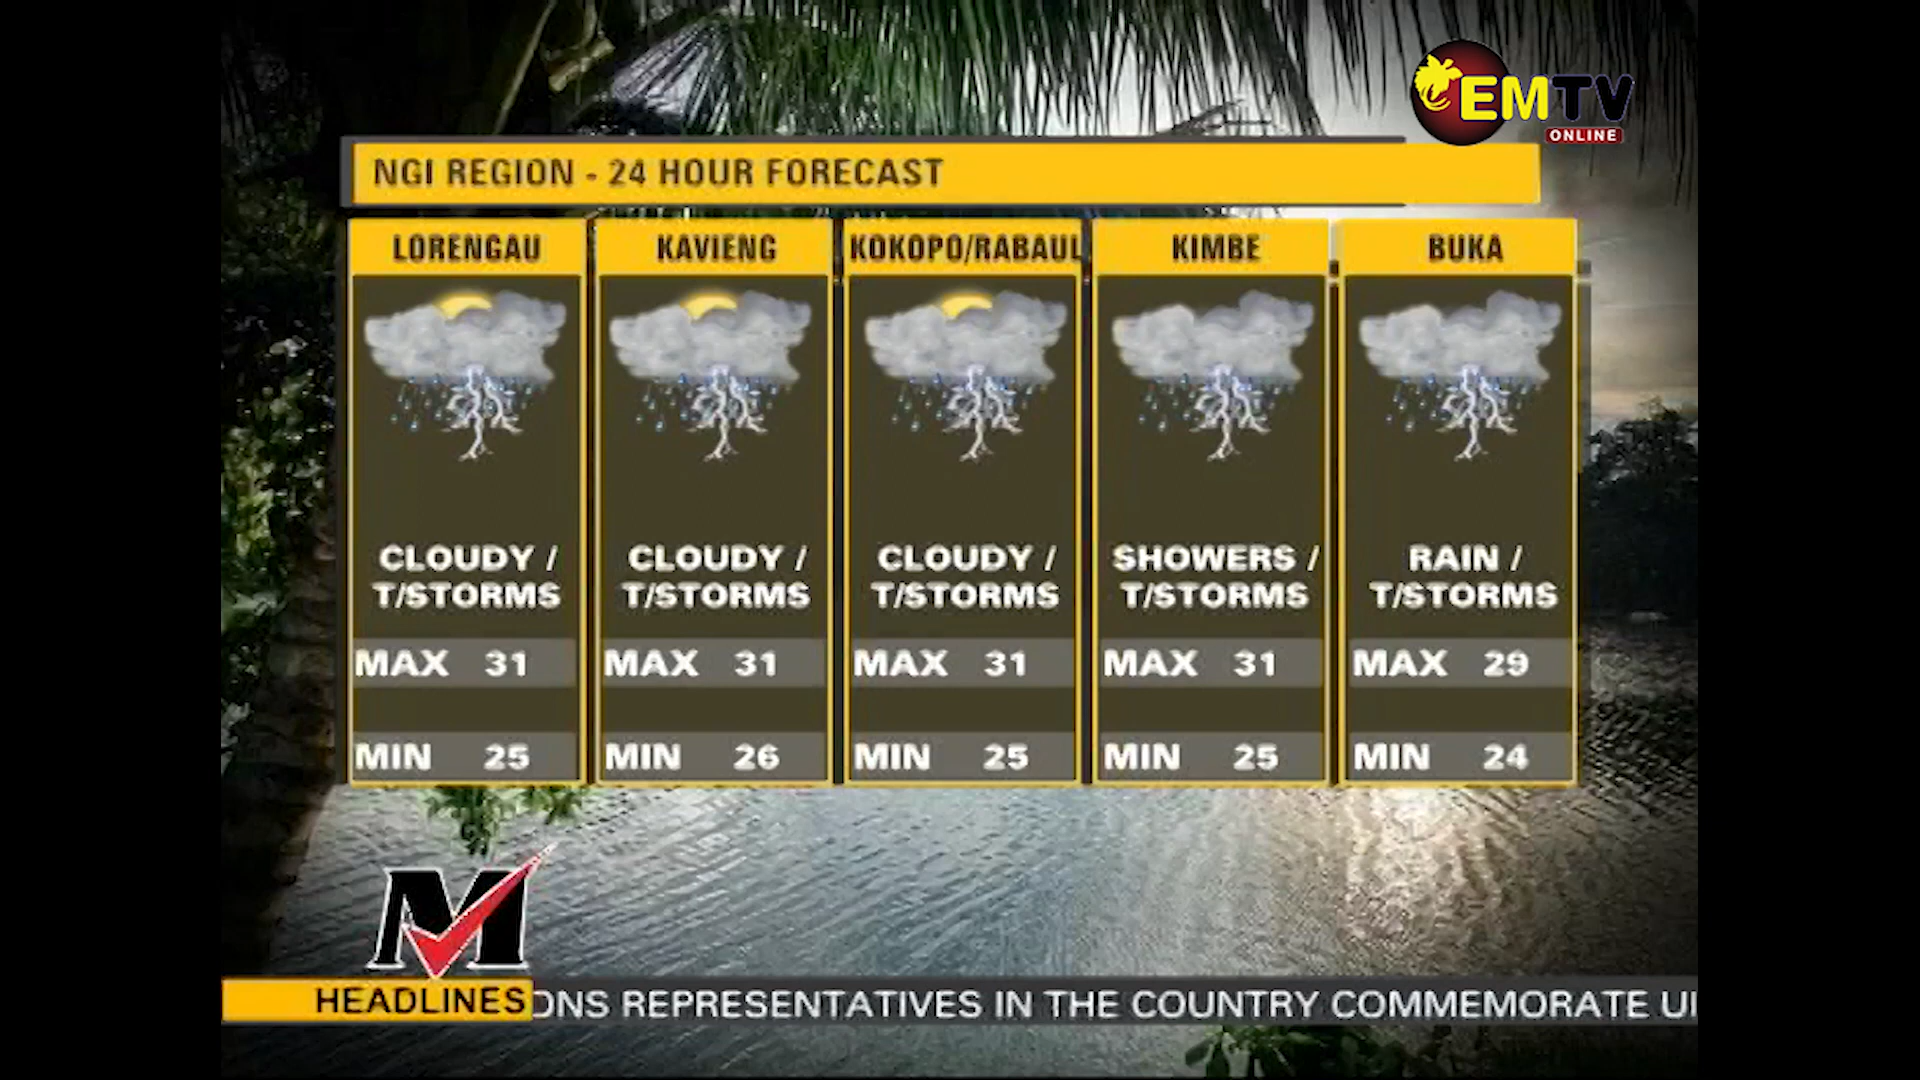 EMTV
ONLINE
NGI REGION - 24 HOUR FORECAST
LORENGAU
KAVIENG
KOKOPO/RABAUL
KIMBE
BUKA
CLOUDY /
T/STORMS
CLOUDY /
T/STORMS
CLOUDY /
T/STORMS
SHOWERS /
T/STORMS
RAIN /
T/STORMS
MAX 31
MAX 31
MAX 31
MAX 31
MAX 29
MIN 25
MIN 26
MIN 25
MIN 25
MIN 24
M
HEADLINES
ONS REPRESENTATIVES IN THE COUNTRY COMMEMORATE